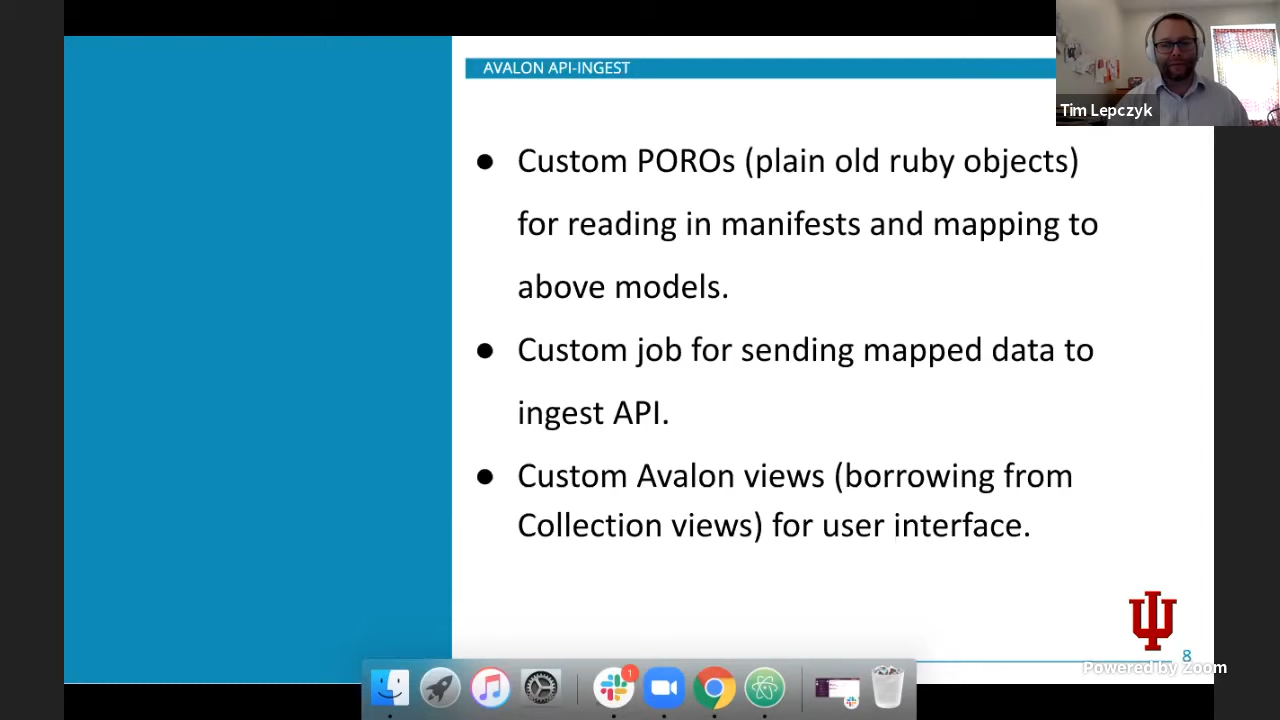 AVALON API-INGEST
Tim Lepczyk
● Custom POROs (plain old ruby objects)
for reading in manifests and mapping to
above models.
● Custom job for sending mapped data to
ingest API.
● Custom Avalon views (borrowing from
Collection views) for user interface.
8
Powered by Zoom
1